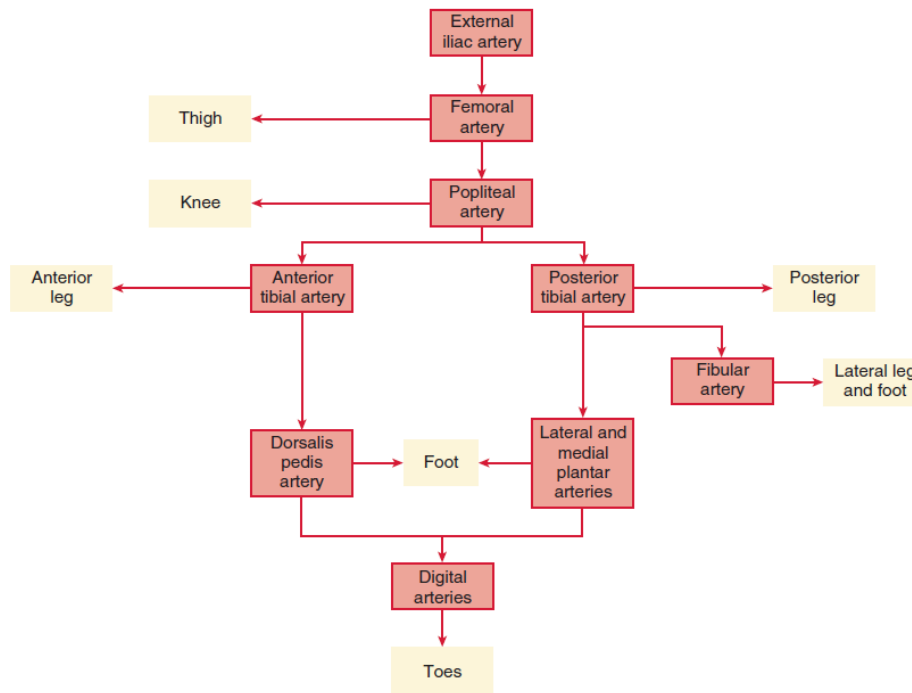 External
iliac artery
Thigh
Femoral
artery
Knee
Popliteal
artery
Anterior
leg
Anterior
tibial artery
Posterior
tibial artery
Posterior
leg
Fibular
artery
Lateral leg
and foot
Dorsalis
pedis
artery
Foot
Lateral and
medial
plantar
arteries
Digital
arteries
Toes